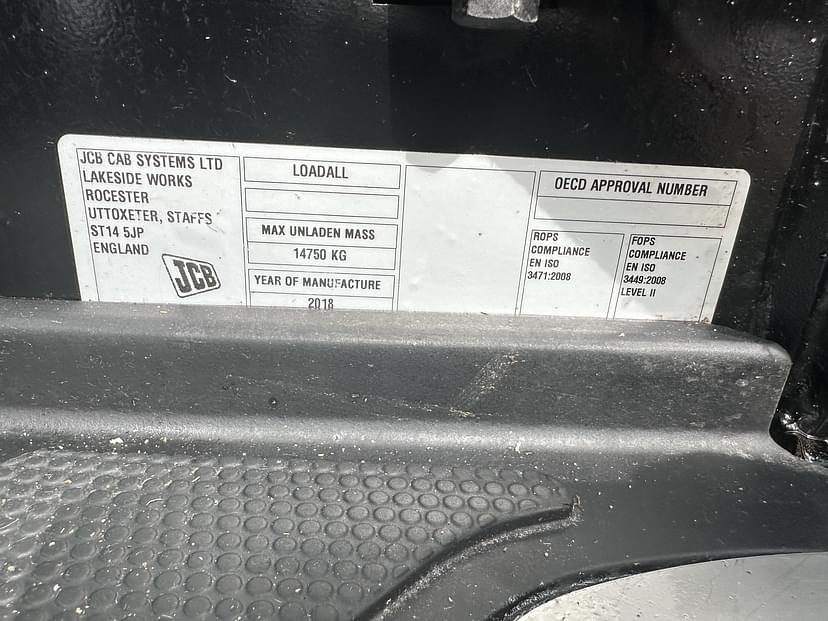 JCB CAB SYSTEMS LTD
LAKESIDE WORKS
ROCESTER
UTTOXETER, STAFFS
ST14 5JP
ENGLAND
JCB
LOADALL
MAX UNLADEN MASS
14750 KG
YEAR OF MANUFACTURE
2018
OECD APPROVAL NUMBER
ROPS
COMPLIANCE
EN ISO
3471:2008
FOPS
COMPLIANCE
EN ISO
3449:2008
LEVEL II